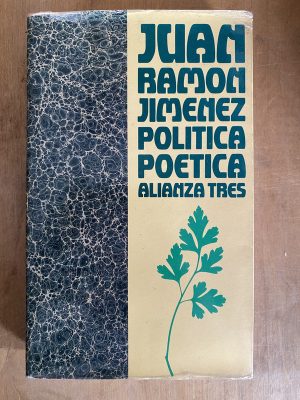 JUAN
RAMON
JIMENEZ
POLITICA
POETICA
ALIANZA TRES